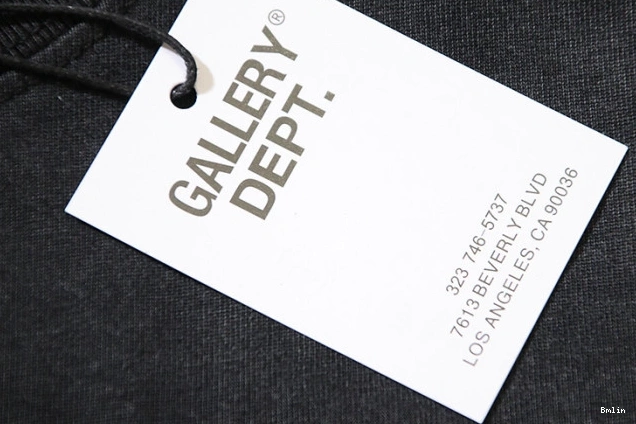 GALLERY®
DEPT.
323 746-5737
7613 BEVERLY BLVD
LOS ANGELES, CA 90036
Bmlin